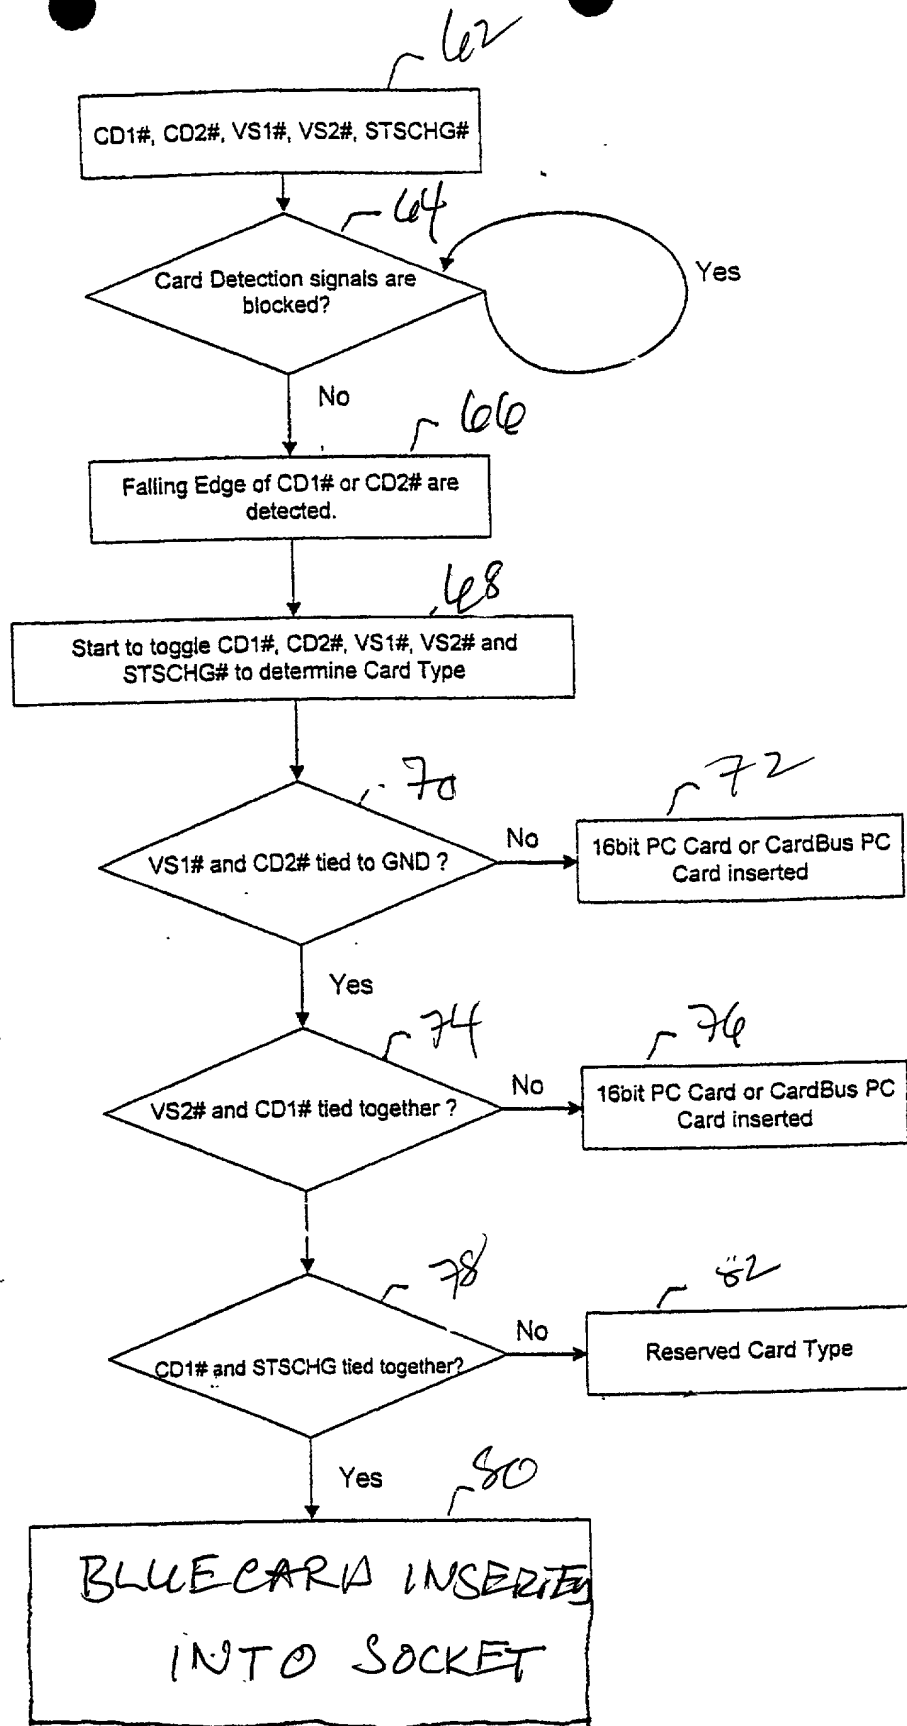 62
CD1#, CD2#, VS1#, VS2#, STSCHG#
64
Card Detection signals are
blocked?
Yes
No
66
Falling Edge of CD1# or CD2# are
detected.
68
Start to toggle CD1#, CD2#, VS1#, VS2# and
STSCHG# to determine Card Type
70
VS1# and CD2# tied to GND ?
No
72
16bit PC Card or CardBus PC
Card inserted
Yes
74
VS2# and CD1# tied together ?
No
76
16bit PC Card or CardBus PC
Card inserted
78
CD1# and STSCHG tied together?
No
82
Reserved Card Type
Yes
80
BLUECARD INSERTED
INTO SOCKET